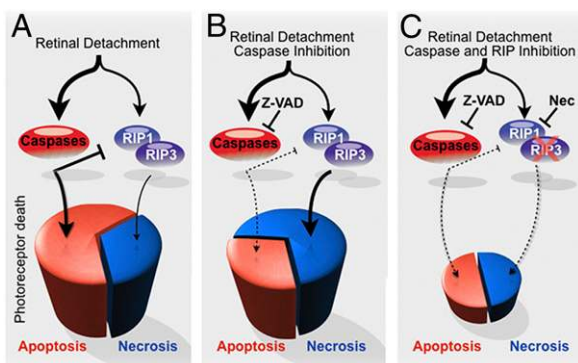 A
Retinal Detachment
Caspases
RIP1
RIP3
Photoreceptor death
Apoptosis
Necrosis
B
Retinal Detachment
Caspase Inhibition
Z-VAD
Caspases
RIP1
RIP3
Apoptosis
Necrosis
C
Retinal Detachment
Caspase and RIP Inhibition
Z-VAD
Nec
Caspases
RIP1
RIP3
Apoptosis
Necrosis